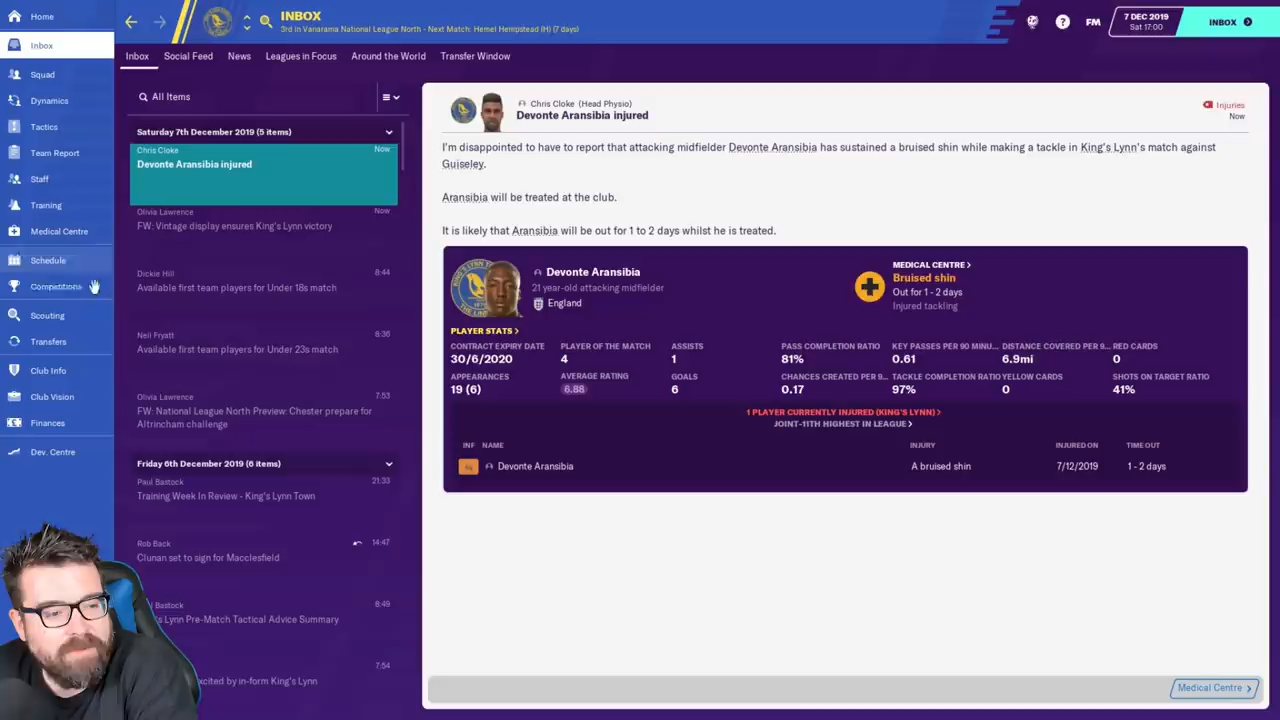 Home
Inbox
Squad
Dynamics
Tactics
Team Report
Staff
Training
Medical Centre
Schedule
Competitions
Scouting
Transfers
Club Info
Club Vision
Finances
Dev. Centre
INBOX
3rd in Vanarama National League North - Next Match: Hemel Hempstead (H) (7 days)
FM
7 DEC 2019
Sat 17:00
INBOX
Inbox
Social Feed
News
Leagues in Focus
Around the World
Transfer Window
All Items
Saturday 7th December 2019 (5 items)
Chris Cloke
Now
Devonte Aransibia injured
Olivia Lawrence
Now
FW: Vintage display ensures King's Lynn victory
Dickie Hill
8:44
Available first team players for Under 18s match
Neil Fryatt
8:36
Available first team players for Under 23s match
Olivia Lawrence
7:53
FW: National League North Preview: Chester prepare for
Altrincham challenge
Friday 6th December 2019 (6 items)
Paul Bastock
21:33
Training Week In Review - King's Lynn Town
Rob Back
14:47
Clunan set to sign for Macclesfield
Bastock
8:49
Lynn Pre-Match Tactical Advice Summary
7:54
by in-form King's Lynn
Chris Cloke (Head Physio)
Devonte Aransibia injured
Injuries
Now
I'm disappointed to have to report that attacking midfielder Devonte Aransibia has sustained a bruised shin while making a tackle in King's Lynn's match against
Guiseley.
Aransibia will be treated at the club.
It is likely that Aransibia will be out for 1 to 2 days whilst he is treated.
Devonte Aransibia
21 year-old attacking midfielder
England
MEDICAL CENTRE >
Bruised shin
Out for 1 - 2 days
Injured tackling
PLAYER STATS >
CONTRACT EXPIRY DATE
30/6/2020
PLAYER OF THE MATCH
4
ASSISTS
1
PASS COMPLETION RATIO
81%
KEY PASSES PER 90 MINU...
0.61
DISTANCE COVERED PER 9...
6.9mi
RED CARDS
0
APPEARANCES
19 (6)
AVERAGE RATING
6.88
GOALS
6
CHANCES CREATED PER 9...
0.17
TACKLE COMPLETION RATIO
97%
YELLOW CARDS
0
SHOTS ON TARGET RATIO
41%
1 PLAYER CURRENTLY INJURED (KING'S LYNN) >
JOINT-11TH HIGHEST IN LEAGUE >
INF
NAME
INJURY
INJURED ON
TIME OUT
Devonte Aransibia
A bruised shin
7/12/2019
1 - 2 days
Medical Centre >